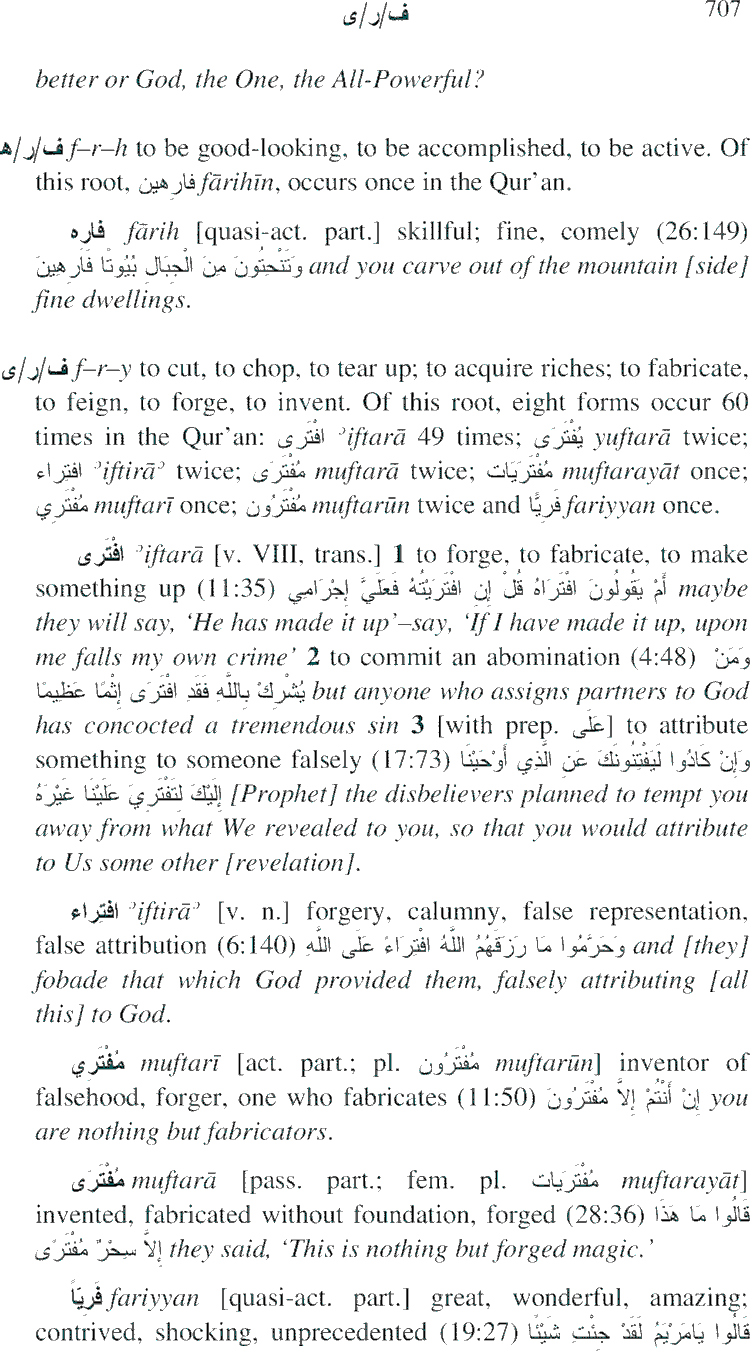 ف/ر/ى 707
better or God, the One, the All-Powerful?
ف/ر/هـ f–r–h to be good-looking, to be accomplished, to be active. Of
this root, فارهين fārihīn, occurs once in the Qur'an.
فاره fārih [quasi-act. part.] skillful; fine, comely (26:149)
وَتَنْحِتُونَ مِنَ الْجِبَالِ بُيُوتًا فَارِهِينَ and you carve out of the mountain [side]
fine dwellings.
ف/ر/ى f–r–y to cut, to chop, to tear up; to acquire riches; to fabricate,
to feign, to forge, to invent. Of this root, eight forms occur 60
times in the Qur'an: افْتَرَى ʾiftarā 49 times; يُفْتَرَى yuftarā twice;
افتِراء ʾiftirāʾ twice; مُفْتَرَى muftarā twice; مُفْتَرَيَات muftarayāt once;
مُفْتَرِي muftarī once; مُفْتَرُون muftarūn twice and فَرِيًّا fariyyan once.
افْتَرى ʾiftarā [v. VIII, trans.] 1 to forge, to fabricate, to make
something up (11:35) أَمْ يَقُولُونَ افْتَرَاهُ قُلْ إِنِ افْتَرَيْتُهُ فَعَلَيَّ إِجْرَامِي maybe
they will say, 'He has made it up'–say, 'If I have made it up, upon
me falls my own crime' 2 to commit an abomination (4:48) وَمَنْ
يُشْرِكْ بِاللَّهِ فَقَدِ افْتَرَى إِثْمًا عَظِيمًا but anyone who assigns partners to God
has concocted a tremendous sin 3 [with prep. عَلَى] to attribute
something to someone falsely (17:73) وَإِنْ كَادُوا لَيَفْتِنُونَكَ عَنِ الَّذِي أَوْحَيْنَا
إِلَيْكَ لِتَفْتَرِيَ عَلَيْنَا غَيْرَهُ [Prophet] the disbelievers planned to tempt you
away from what We revealed to you, so that you would attribute
to Us some other [revelation].
افتِراء ʾiftirāʾ [v. n.] forgery, calumny, false representation,
false attribution (6:140) وَحَرَّمُوا مَا رَزَقَهُمُ اللَّهُ افْتِرَاءً عَلَى اللَّهِ and [they]
fobade that which God provided them, falsely attributing [all
this] to God.
مُفْتَرِي muftarī [act. part.; pl. مُفْتَرُون muftarūn] inventor of
falsehood, forger, one who fabricates (11:50) إِنْ أَنْتُمْ إِلاَّ مُفْتَرُونَ you
are nothing but fabricators.
مُفْتَرَى muftarā [pass. part.; fem. pl. مُفْتَرَيات muftarayāt]
invented, fabricated without foundation, forged (28:36) قَالُوا مَا هَذَا
إِلاَّ سِحْرٌ مُفْتَرًى they said, 'This is nothing but forged magic.'
فَرِيّاً fariyyan [quasi-act. part.] great, wonderful, amazing;
contrived, shocking, unprecedented (19:27) قَالُوا يَامَرْيَمُ لَقَدْ جِئْتِ شَيْئًا